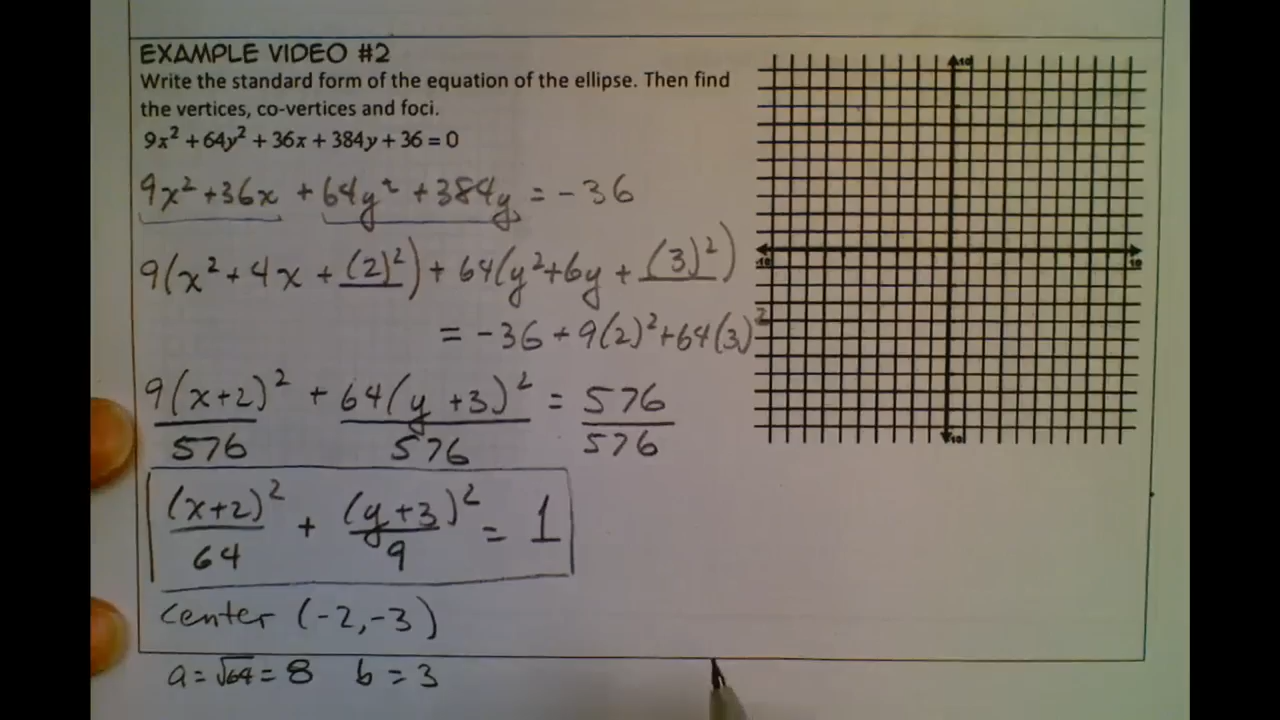 EXAMPLE VIDEO #2
Write the standard form of the equation of the ellipse. Then find
the vertices, co-vertices and foci.
9x² + 64y² + 36x + 384y + 36 = 0
9x² + 36x + 64y² + 384y = -36
9(x² + 4x + (2)²) + 64(y² + 6y + (3)²)
= -36 + 9(2)² + 64(3)²
9(x+2)² + 64(y+3)² = 576
576 576 576
(x+2)² + (y+3)² = 1
64 9
center (-2,-3)
a = √64 = 8 b = 3
10
-10 10
-10